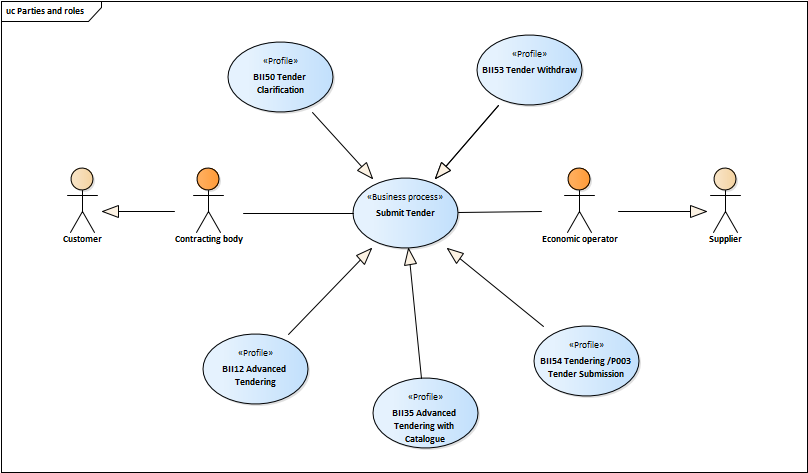 uc Parties and roles
«Profile»
BII50 Tender
Clarification
«Profile»
BII53 Tender Withdraw
«Business process»
Submit Tender
Customer
Contracting body
Economic operator
Supplier
«Profile»
BII12 Advanced
Tendering
«Profile»
BII35 Advanced
Tendering with
Catalogue
«Profile»
BII54 Tendering /P003
Tender Submission